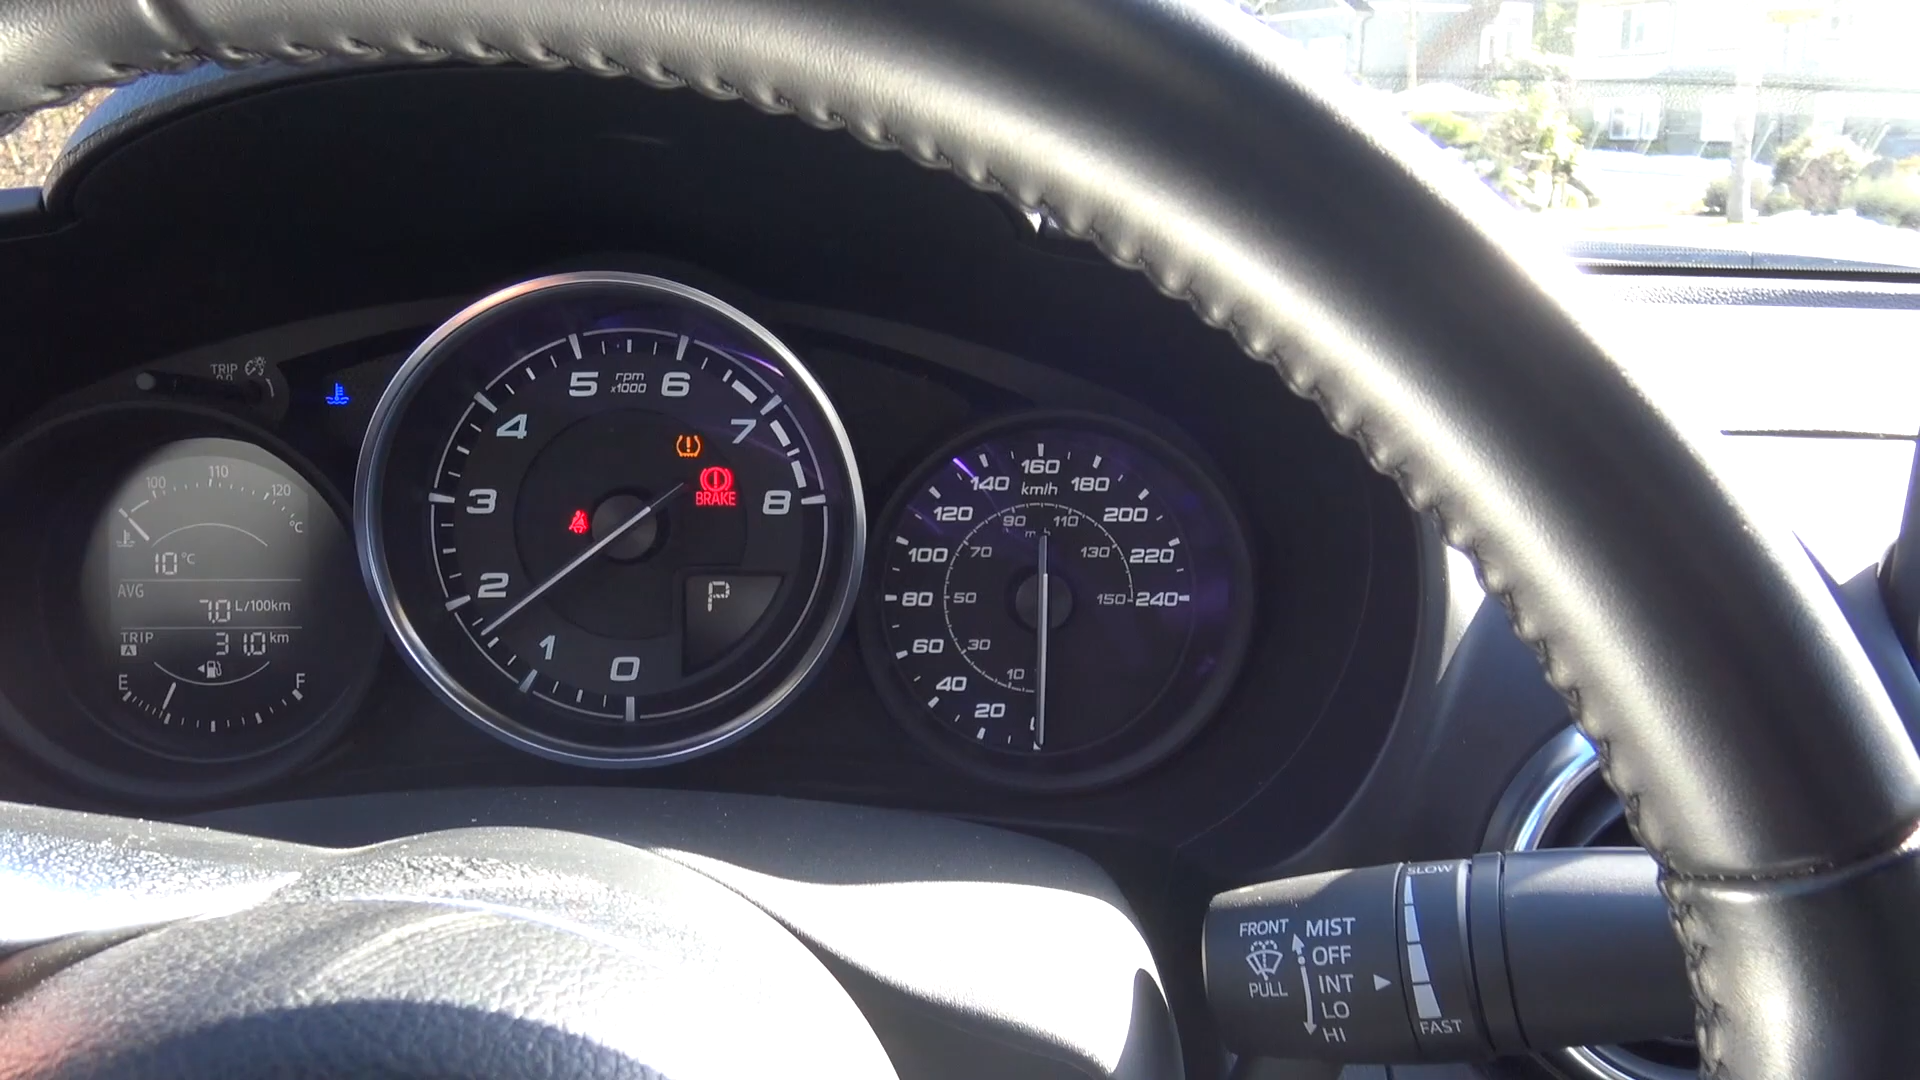 TRIP
100
110
120
°C
10 °C
AVG
7.0 L/100km
TRIP
A
31.0 km
E
F
0
1
2
3
4
5
6
7
8
rpm
x1000
BRAKE
P
20
40
60
80
100
120
140
160
180
200
220
240
km/h
10
30
50
70
90
110
130
150
FRONT
PULL
MIST
OFF
INT
LO
HI
SLOW
FAST